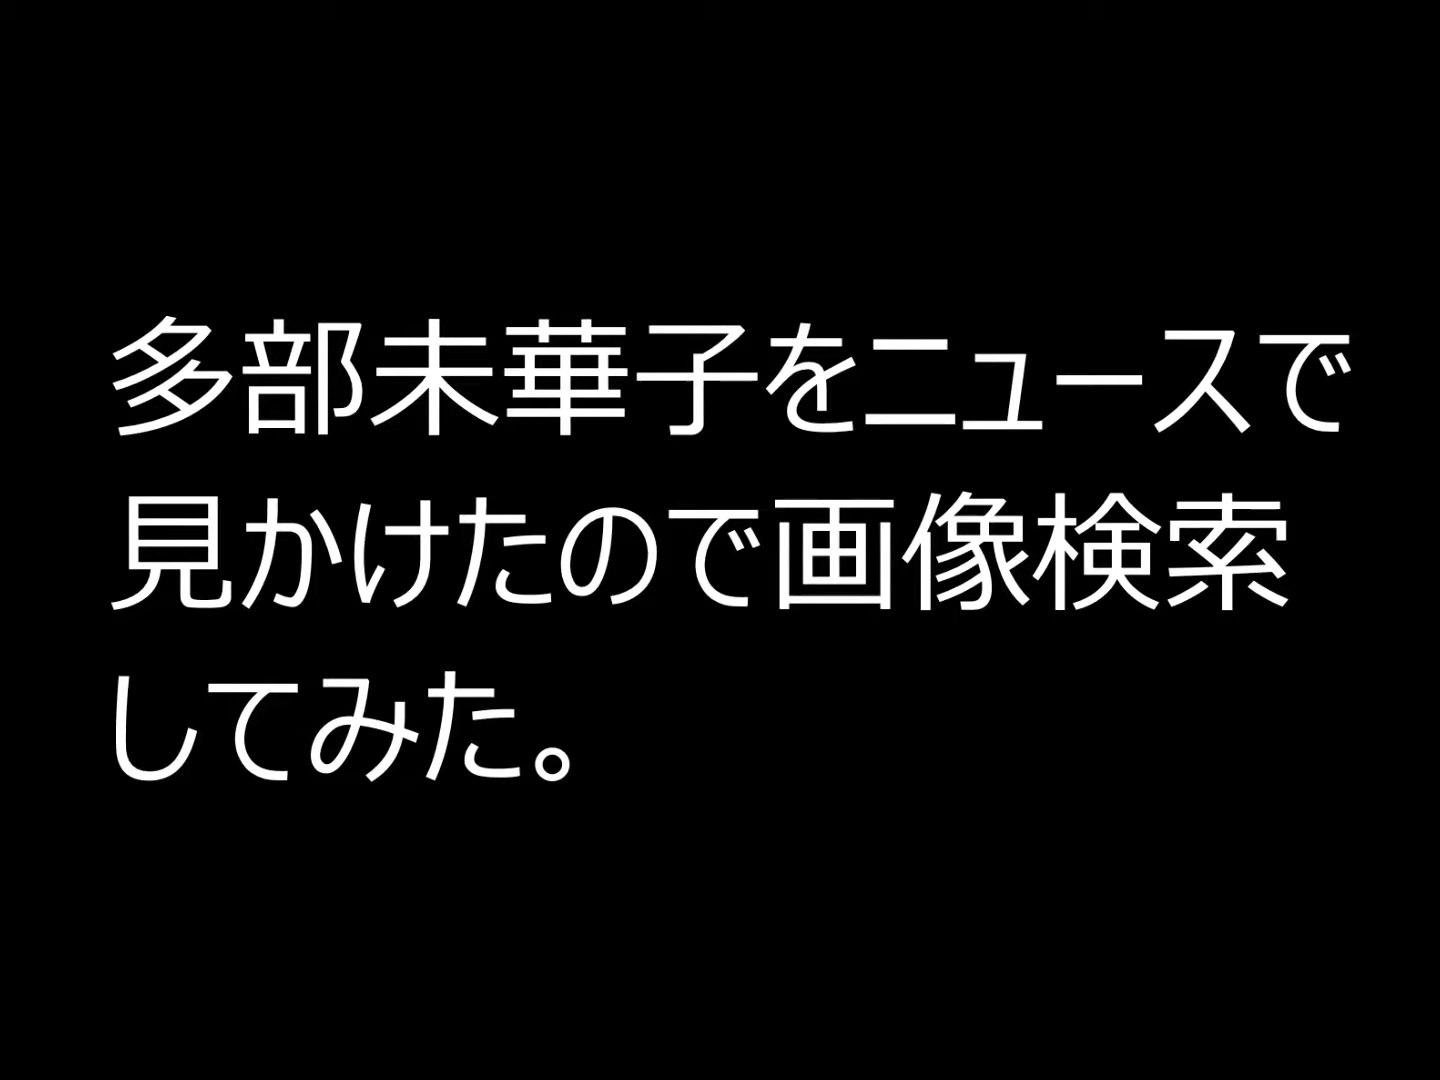 多部未華子をニュースで
見かけたので画像検索
してみた。